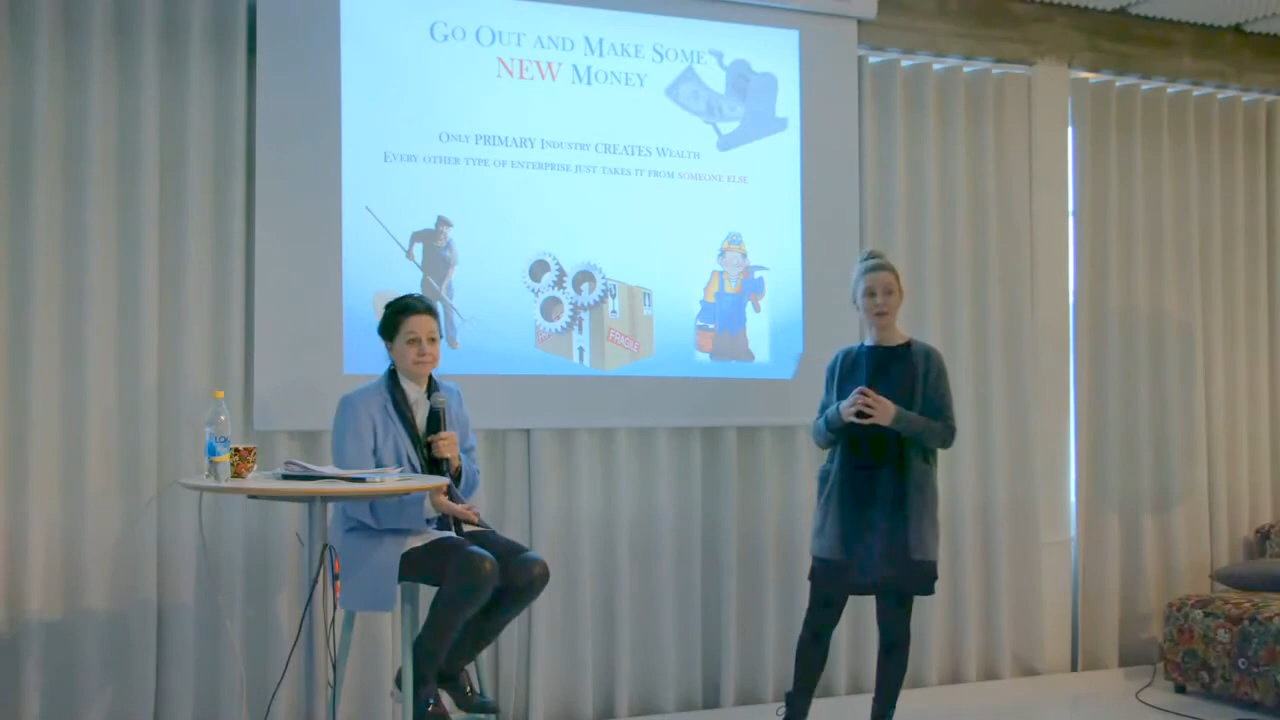 Go Out and Make Some
NEW Money
Only PRIMARY Industry CREATES Wealth
Every other type of enterprise just takes it from someone else
FRAGILE